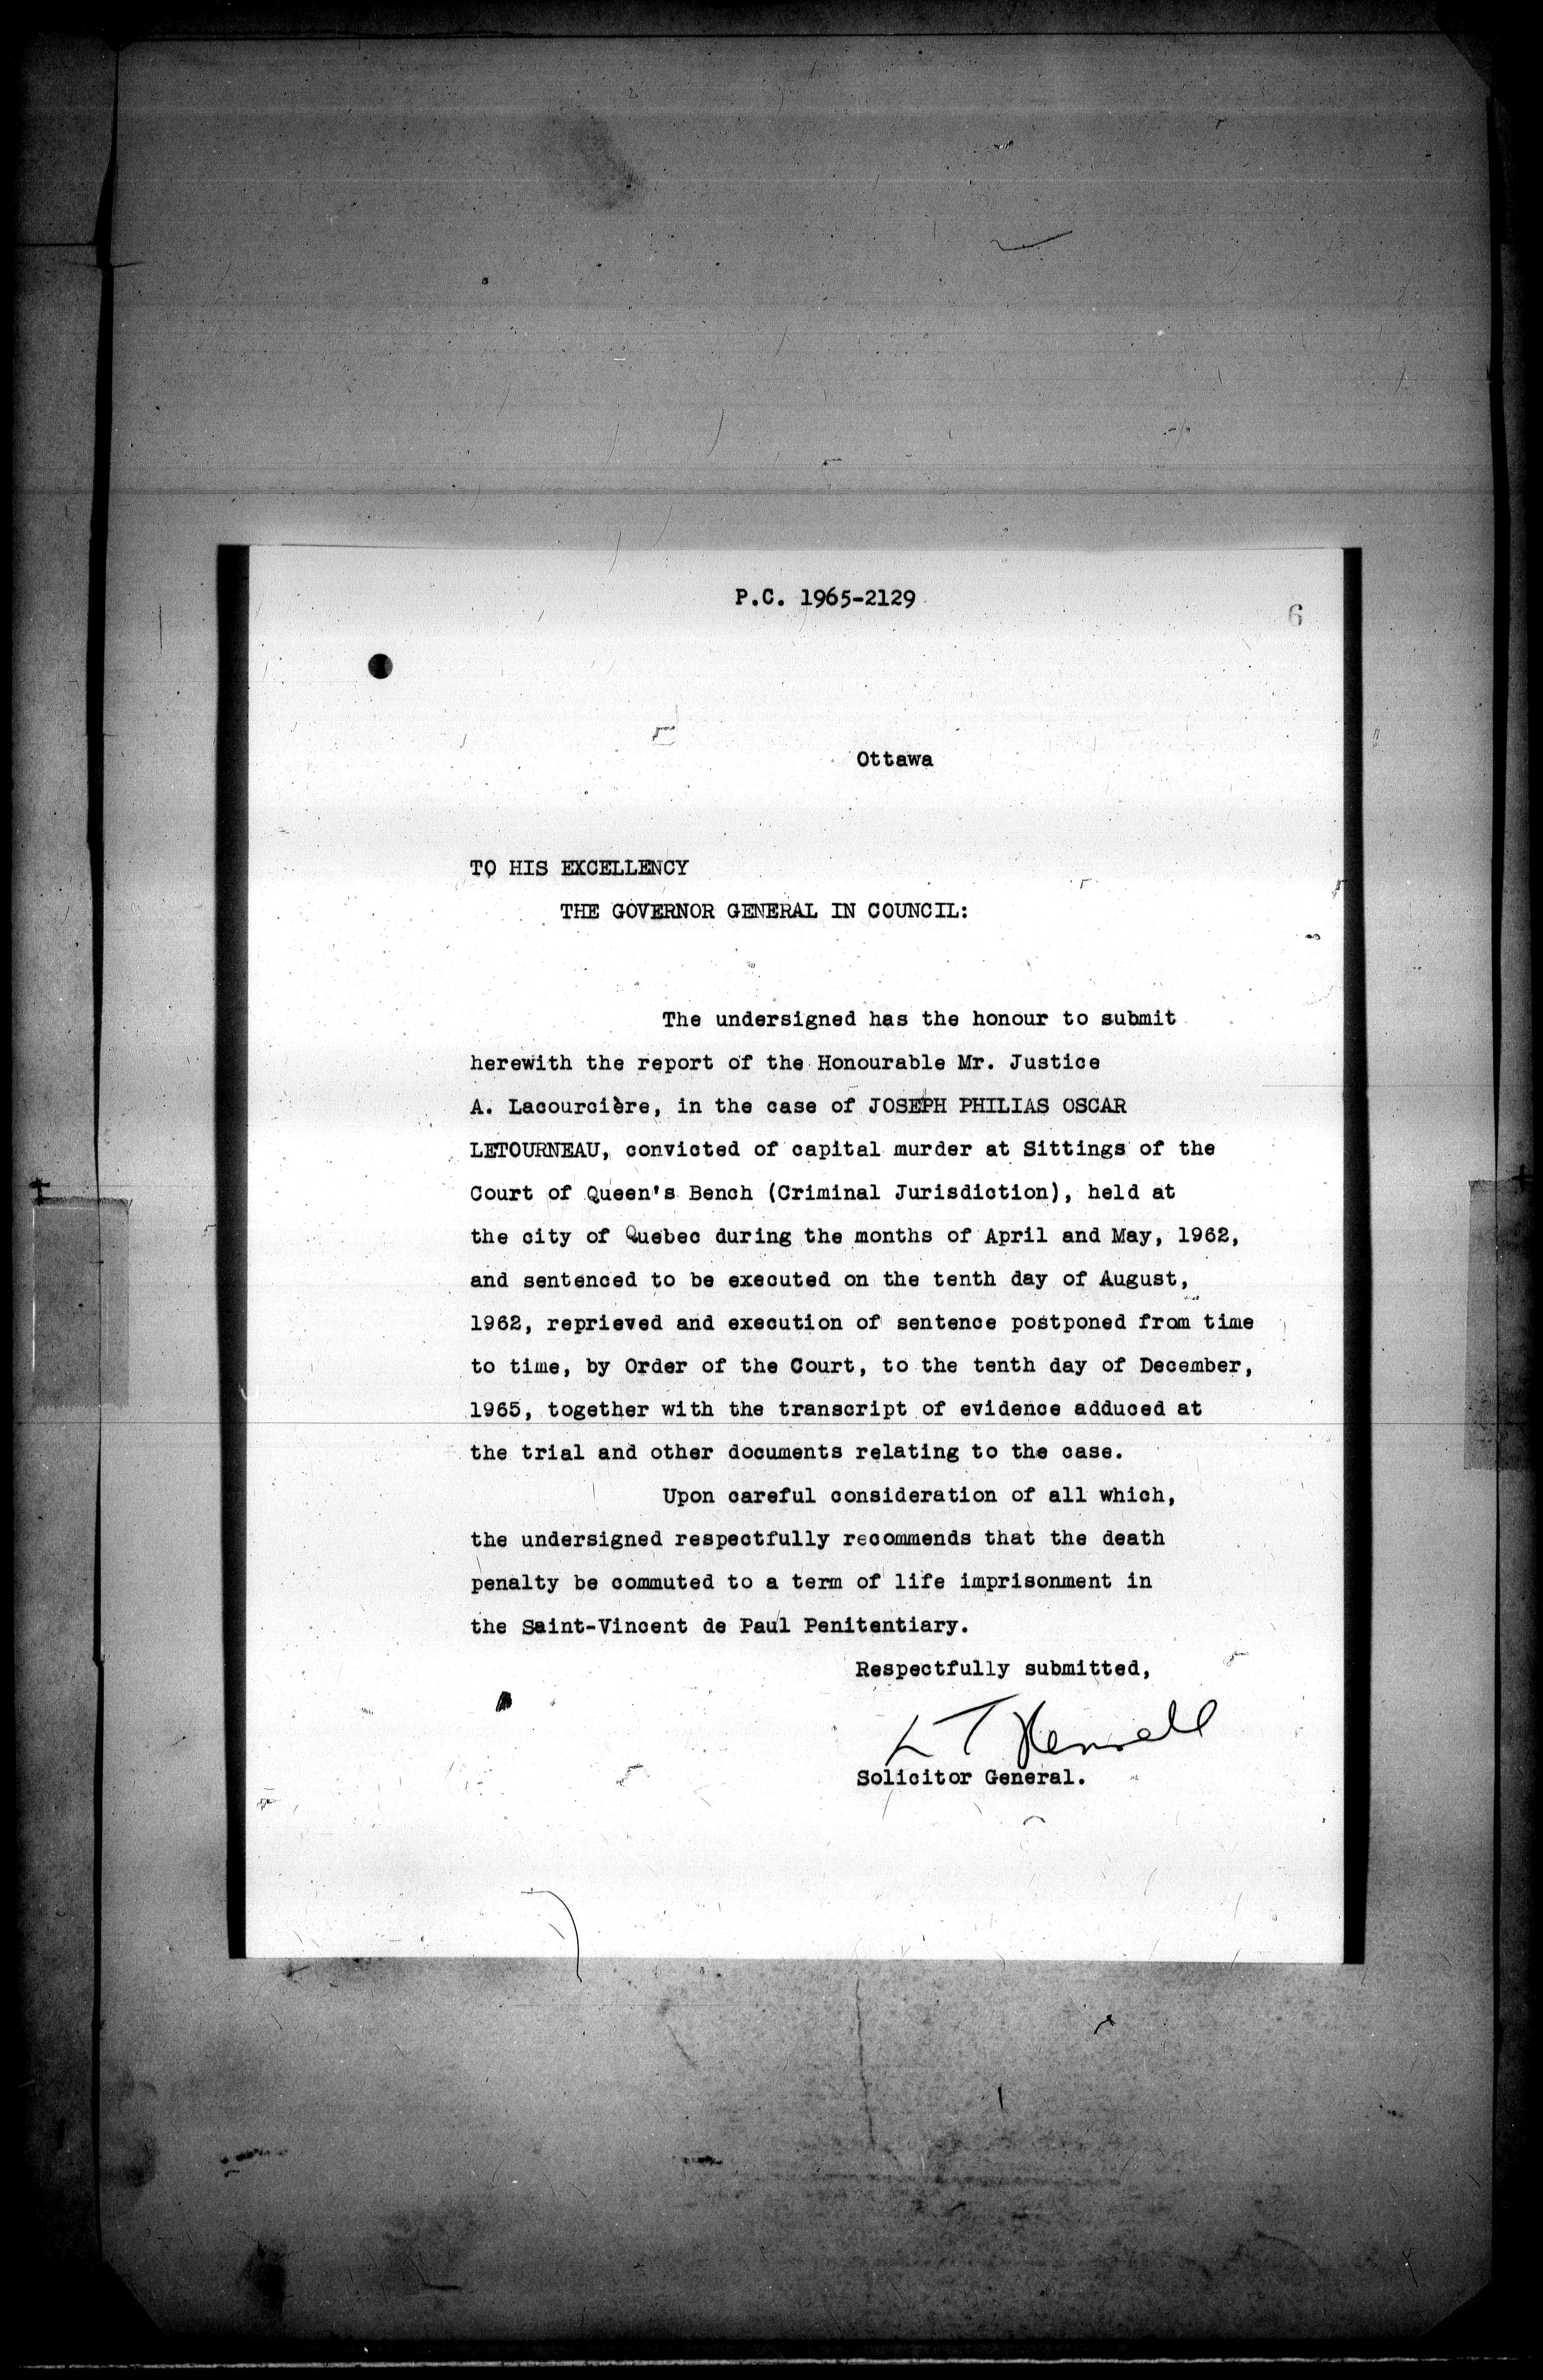 P.C. 1965-2129
6
Ottawa
TO HIS EXCELLENCY
THE GOVERNOR GENERAL IN COUNCIL:
The undersigned has the honour to submit
herewith the report of the Honourable Mr. Justice
A. Lacourcière, in the case of JOSEPH PHILIAS OSCAR
LETOURNEAU, convicted of capital murder at Sittings of the
Court of Queen's Bench (Criminal Jurisdiction), held at
the city of Quebec during the months of April and May, 1962,
and sentenced to be executed on the tenth day of August,
1962, reprieved and execution of sentence postponed from time
to time, by Order of the Court, to the tenth day of December,
1965, together with the transcript of evidence adduced at
the trial and other documents relating to the case.
Upon careful consideration of all which,
the undersigned respectfully recommends that the death
penalty be commuted to a term of life imprisonment in
the Saint-Vincent de Paul Penitentiary.
Respectfully submitted,
L T Pennell
Solicitor General.